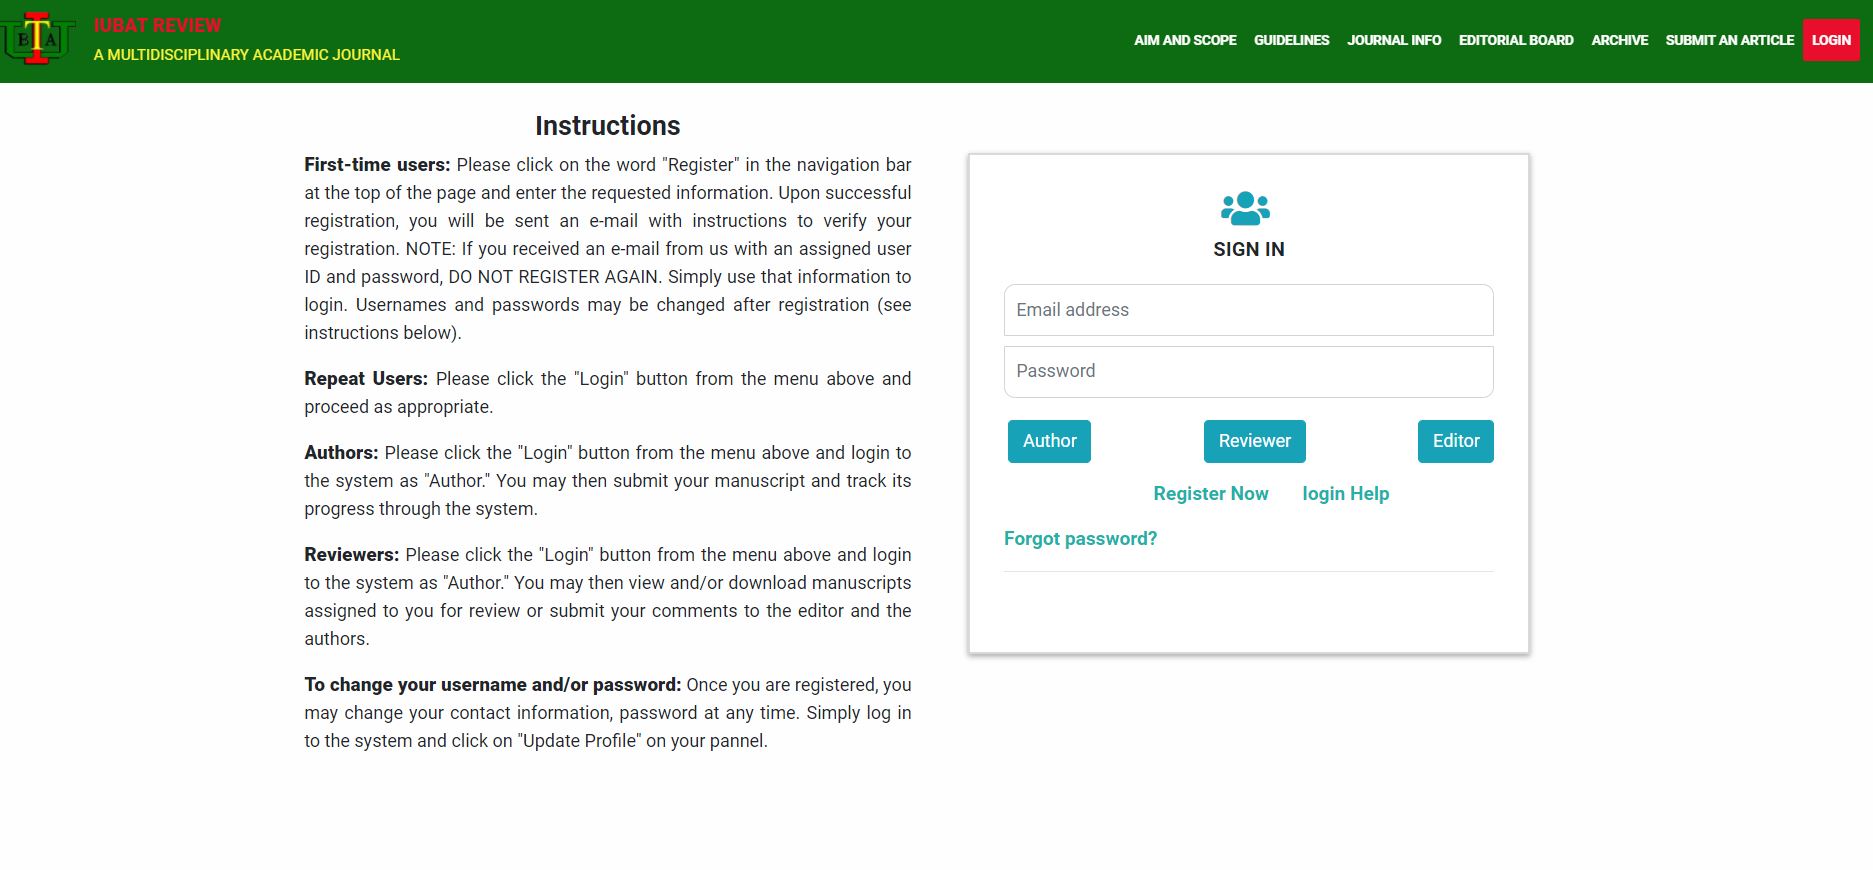 BTA
IUBAT REVIEW
A MULTIDISCIPLINARY ACADEMIC JOURNAL
AIM AND SCOPE
GUIDELINES
JOURNAL INFO
EDITORIAL BOARD
ARCHIVE
SUBMIT AN ARTICLE
LOGIN
Instructions
First-time users: Please click on the word "Register" in the navigation bar
at the top of the page and enter the requested information. Upon successful
registration, you will be sent an e-mail with instructions to verify your
registration. NOTE: If you received an e-mail from us with an assigned user
ID and password, DO NOT REGISTER AGAIN. Simply use that information to
login. Usernames and passwords may be changed after registration (see
instructions below).
Repeat Users: Please click the "Login" button from the menu above and
proceed as appropriate.
Authors: Please click the "Login" button from the menu above and login to
the system as "Author." You may then submit your manuscript and track its
progress through the system.
Reviewers: Please click the "Login" button from the menu above and login
to the system as "Author." You may then view and/or download manuscripts
assigned to you for review or submit your comments to the editor and the
authors.
To change your username and/or password: Once you are registered, you
may change your contact information, password at any time. Simply log in
to the system and click on "Update Profile" on your pannel.
SIGN IN
Email address
Password
Author
Reviewer
Editor
Register Now
login Help
Forgot password?